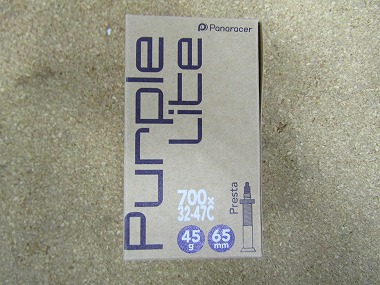 Panaracer
Purple
Lite
700×
32-47C
45
g
65
mm
Presta